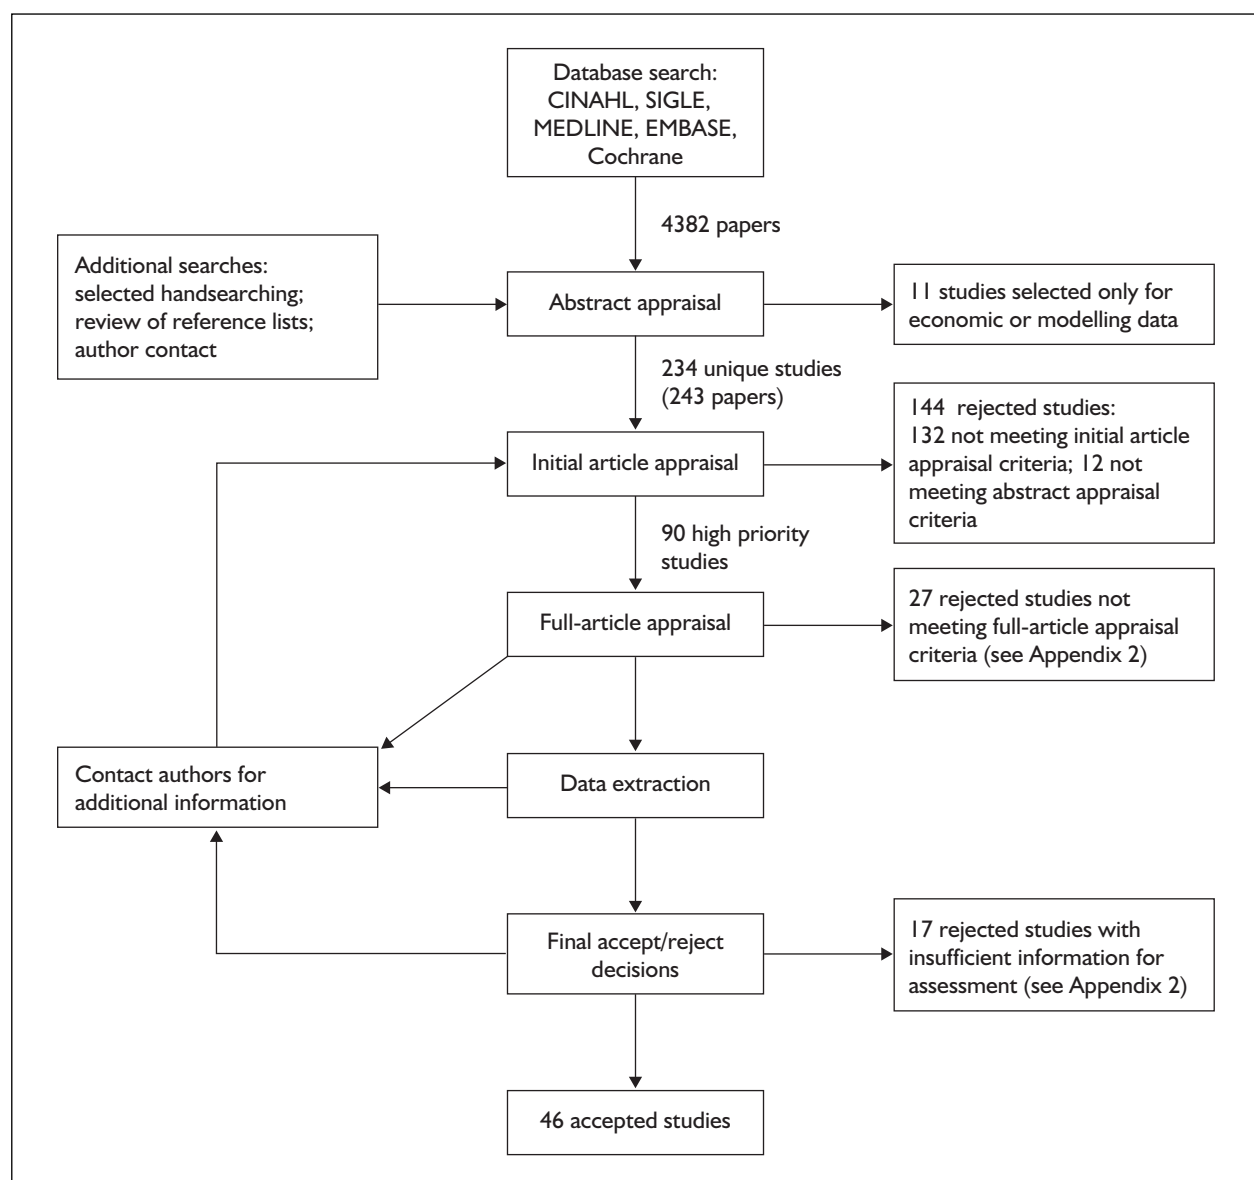 Database search:
CINAHL, SIGLE,
MEDLINE, EMBASE,
Cochrane
4382 papers
Additional searches:
selected handsearching;
review of reference lists;
author contact
Abstract appraisal
11 studies selected only for
economic or modelling data
234 unique studies
(243 papers)
Initial article appraisal
144 rejected studies:
132 not meeting initial article
appraisal criteria; 12 not
meeting abstract appraisal
criteria
90 high priority
studies
Full-article appraisal
27 rejected studies not
meeting full-article appraisal
criteria (see Appendix 2)
Contact authors for
additional information
Data extraction
Final accept/reject
decisions
17 rejected studies with
insufficient information for
assessment (see Appendix 2)
46 accepted studies